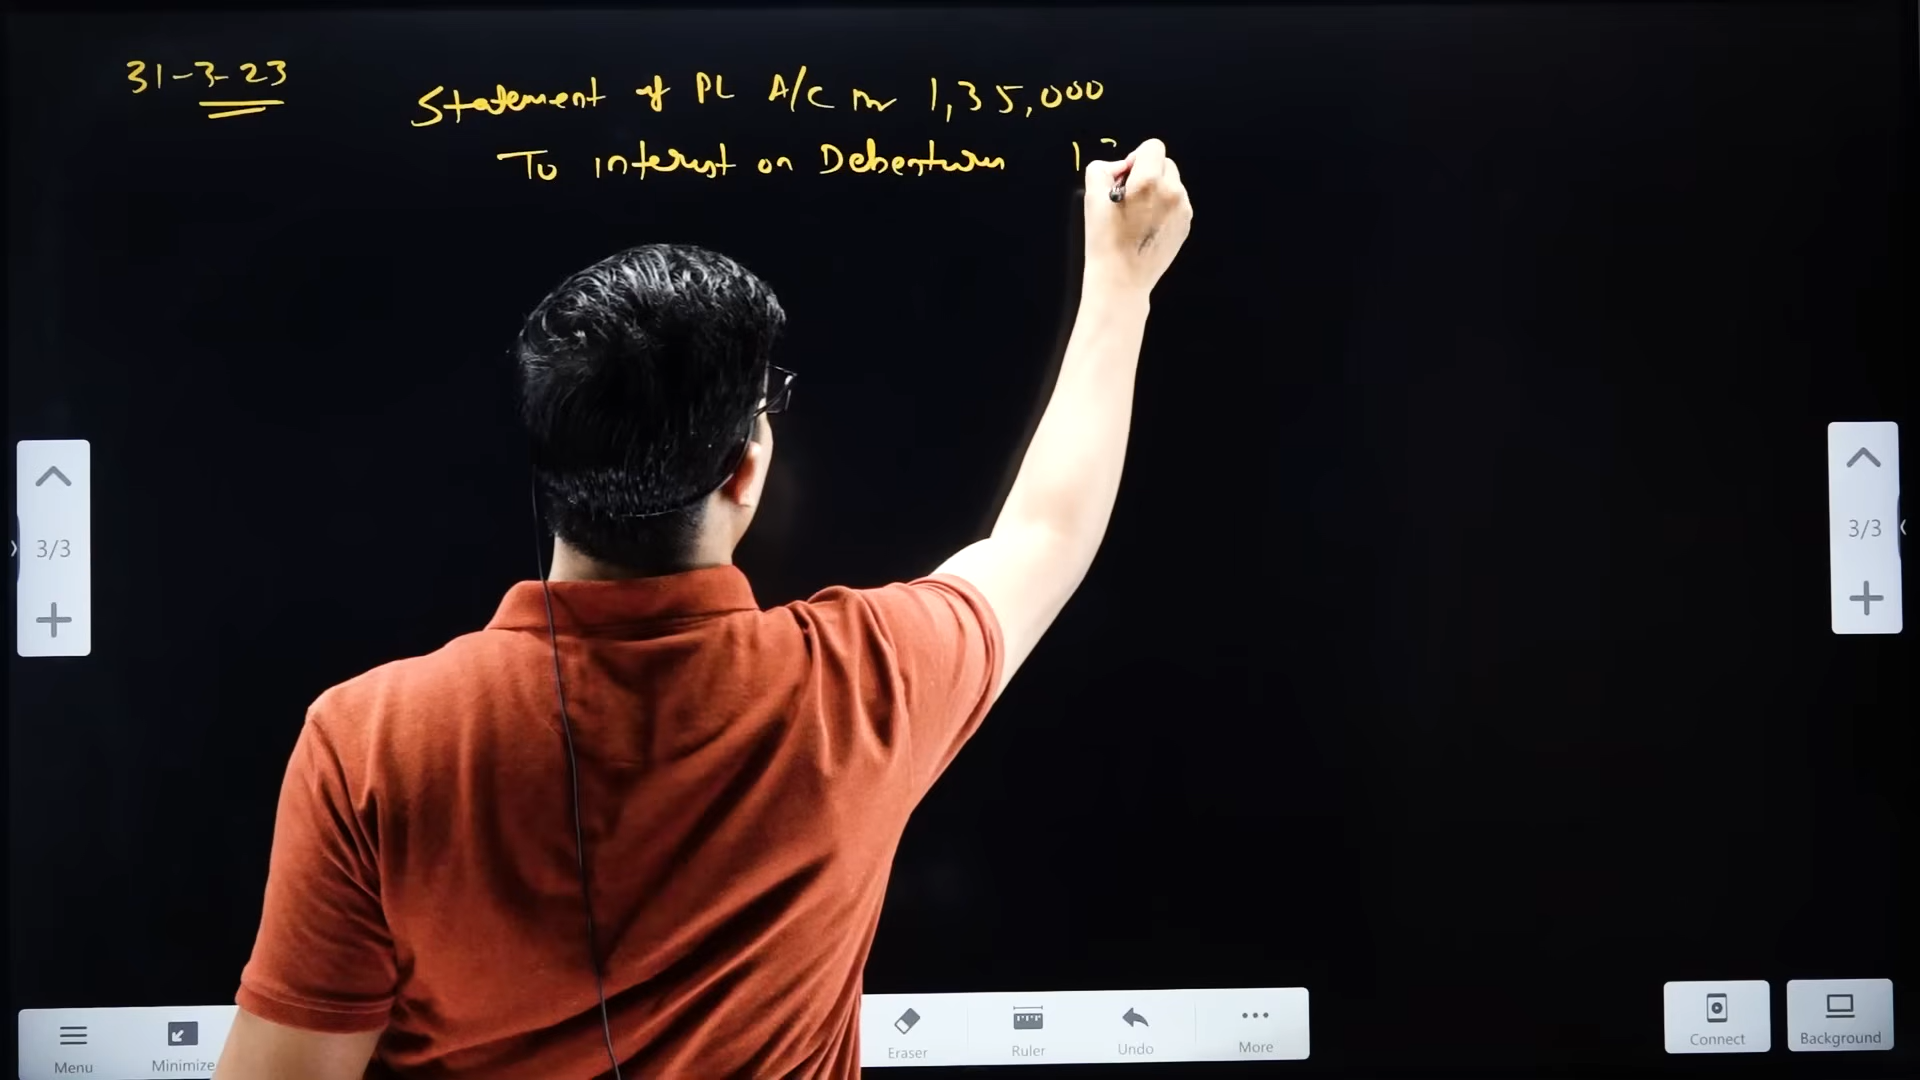 31-3-23
Statement of PL A/C Dr 1,35,000
To interest on Debentures 1
3/3
3/3
Menu
Minimize
Eraser
Ruler
Undo
More
Connect
Background